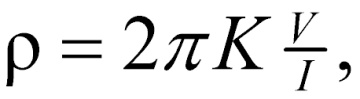 ρ = 2πK V/I,